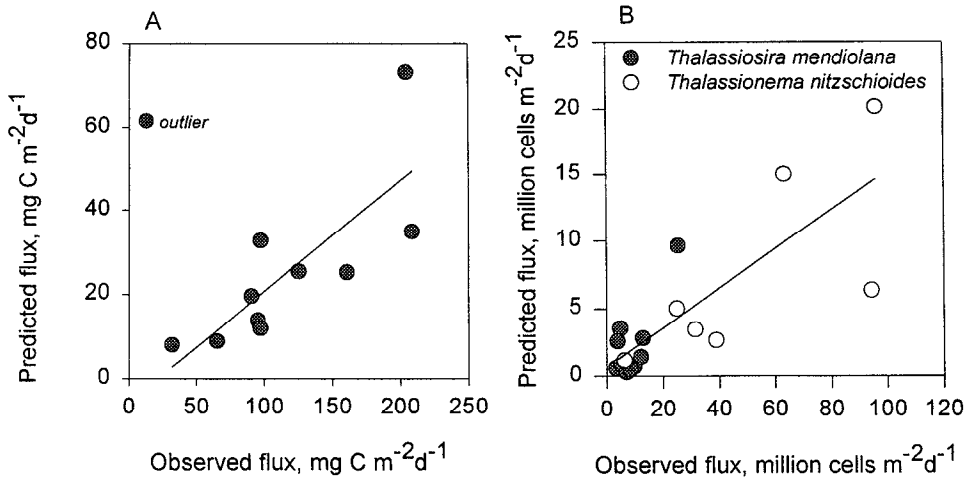 A
80
60
40
20
0
outlier
0 50 100 150 200 250
Predicted flux, mg C m-2d-1
Observed flux, mg C m-2d-1
B
25
20
15
10
5
0
Thalassiosira mendiolana
Thalassionema nitzschioides
0 20 40 60 80 100 120
Predicted flux, million cells m-2d-1
Observed flux, million cells m-2d-1